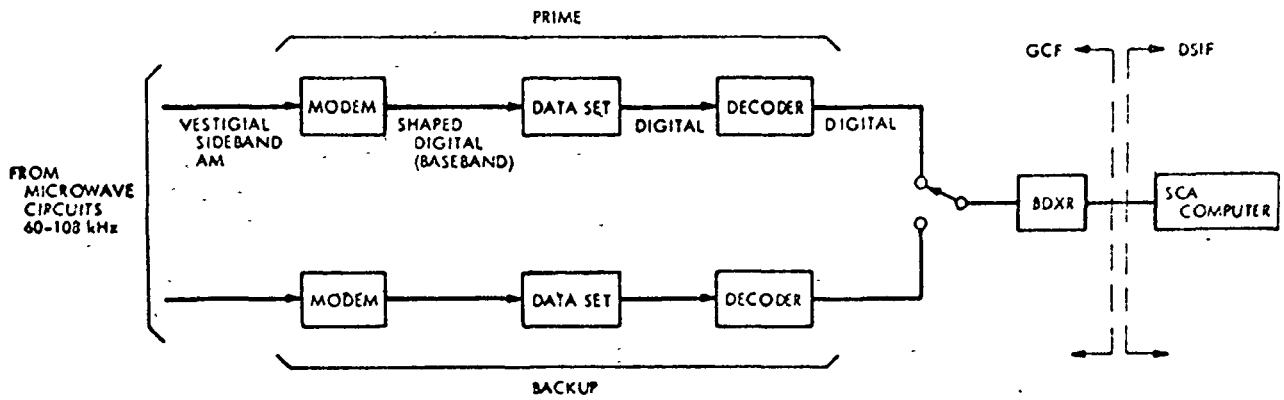 PRIME
GCF
DSIF
MODEM
DATA SET
DECODER
VESTIGIAL
SIDEBAND
AM
SHAPED
DIGITAL
(BASEBAND)
DIGITAL
DIGITAL
FROM
MICROWAVE
CIRCUITS
60-108 kHz
BDXR
SCA
COMPUTER
MODEM
DATA SET
DECODER
BACKUP